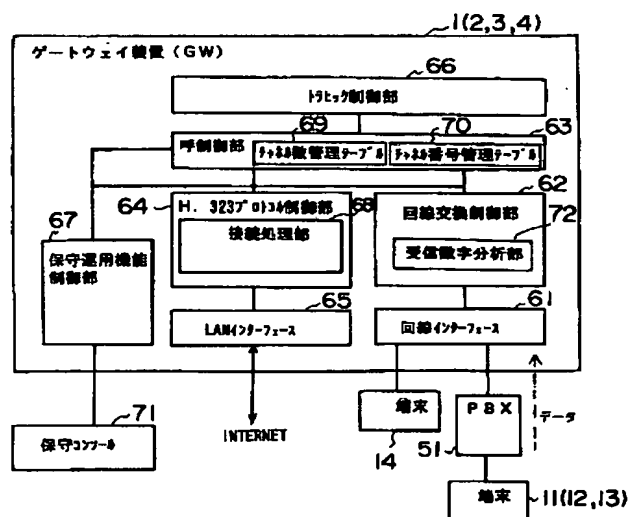 1(2,3,4)
ゲートウェイ装置(GW)
66
トラヒック制御部
69
70
63
呼制御部
チャネル数管理テーブル
チャネル番号管理テーブル
64
H. 323プロトコル制御部
68
接続処理部
62
回線交換制御部
72
受信数字分析部
67
保守運用機能
制御部
65
LANインターフェース
61
回線インターフェース
71
保守コンソール
INTERNET
端末
14
PBX
51
データ
端末
11(12,13)